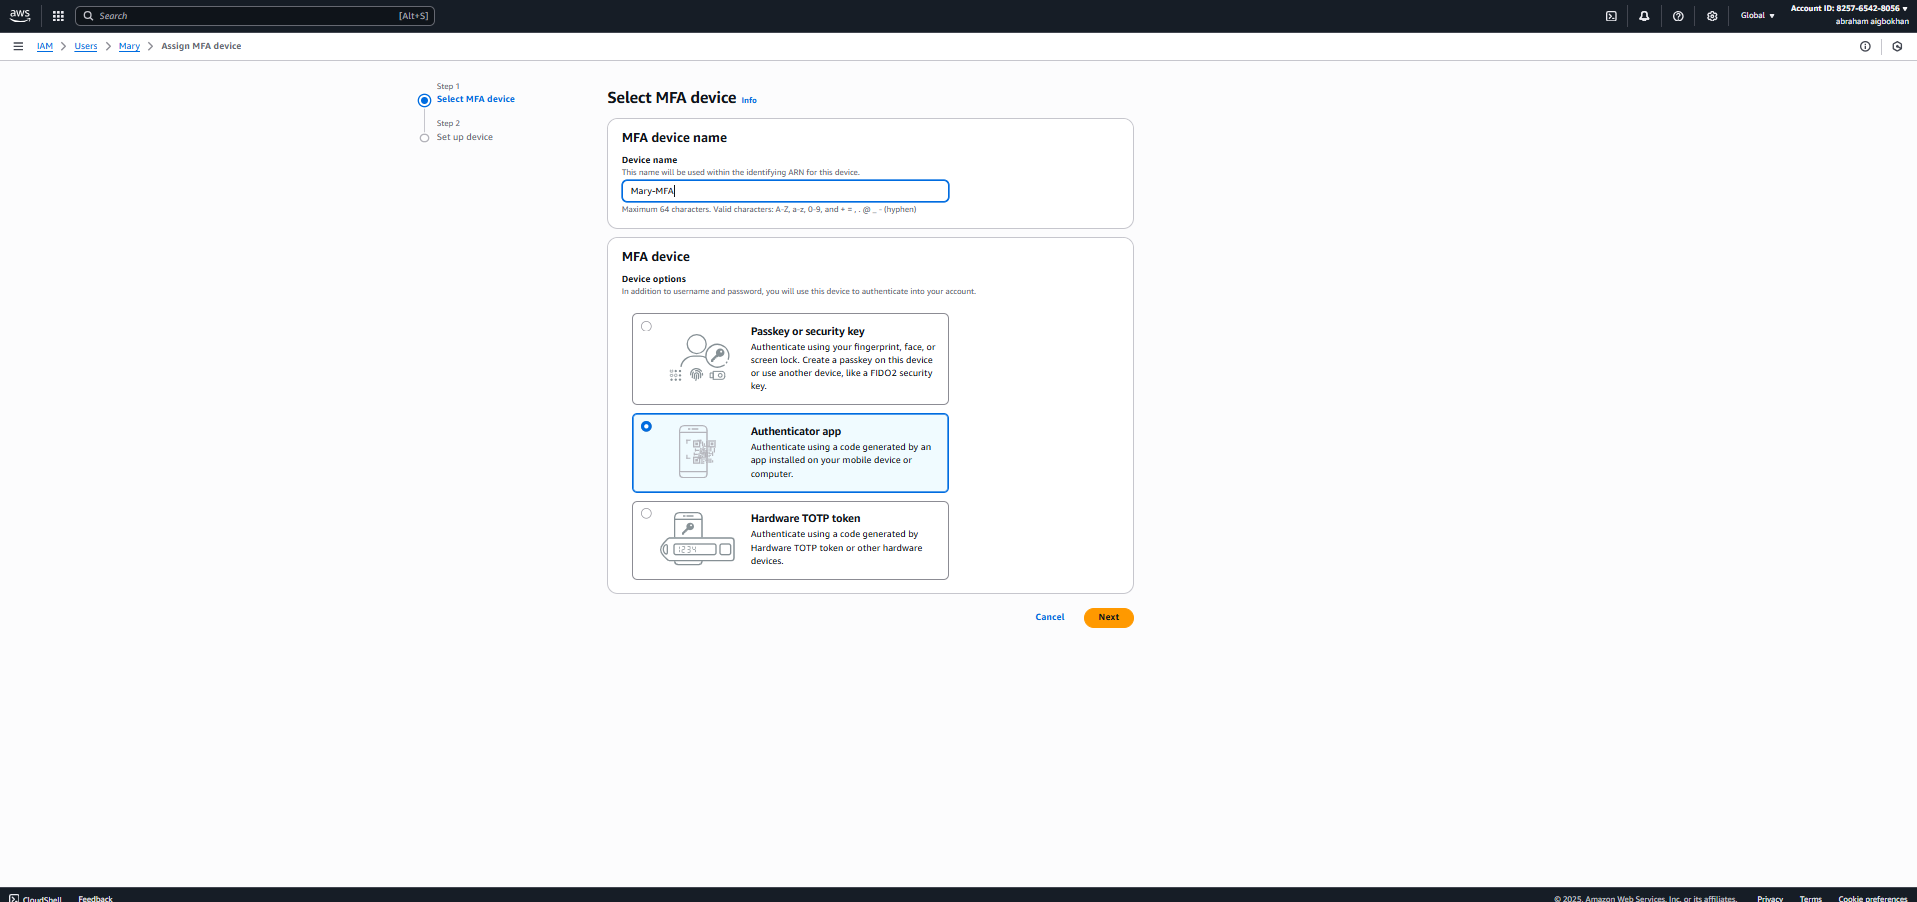 aws
Search [Alt+S]
Global
Account ID: 8257-6542-8056
abraham aigbokhan
IAM
Users
Mary
Assign MFA device
Step 1
Select MFA device
Step 2
Set up device
Select MFA device Info
MFA device name
Device name
This name will be used within the identifying ARN for this device.
Mary-MFA
Maximum 64 characters. Valid characters: A-Z, a-z, 0-9, and + = , . @ _ - (hyphen)
MFA device
Device options
In addition to username and password, you will use this device to authenticate into your account.
Passkey or security key
Authenticate using your fingerprint, face, or
screen lock. Create a passkey on this device
or use another device, like a FIDO2 security
key.
Authenticator app
Authenticate using a code generated by an
app installed on your mobile device or
computer.
1234
Hardware TOTP token
Authenticate using a code generated by
Hardware TOTP token or other hardware
devices.
Cancel
Next
CloudShell
Feedback
© 2025, Amazon Web Services, Inc. or its affiliates.
Privacy
Terms
Cookie preferences